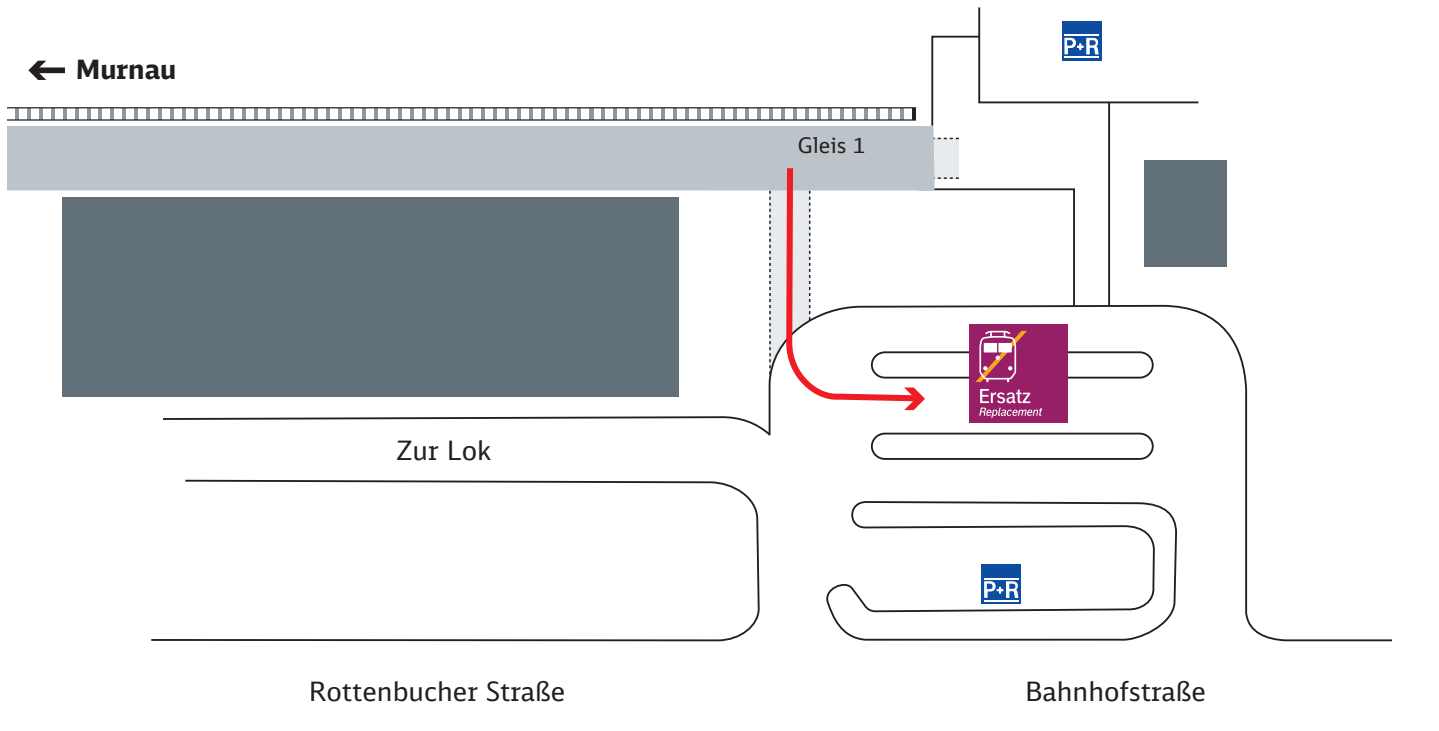 Murnau
P+R
Gleis 1
Ersatz
Replacement
Zur Lok
P+R
Rottenbucher Straße
Bahnhofstraße